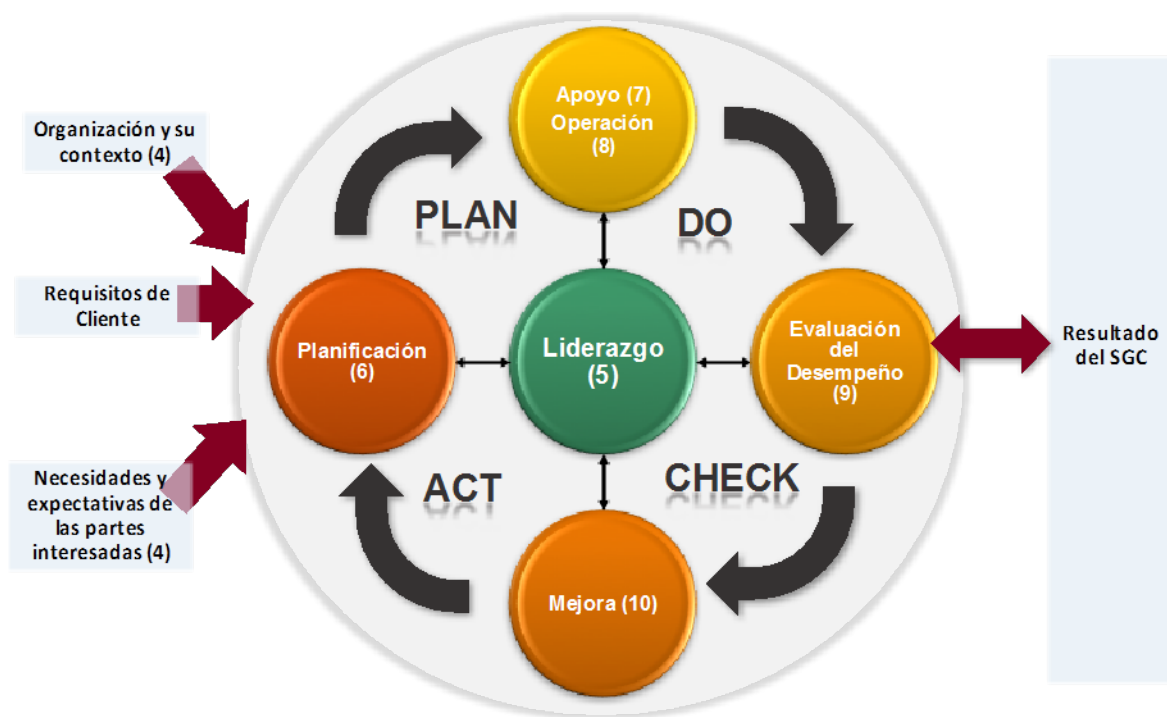 Organización y su
contexto (4)
Requisitos de
Cliente
Necesidades y
expectativas de
las partes
interesadas (4)
Apoyo (7)
Operación
(8)
PLAN
DO
Planificación
(6)
Liderazgo
(5)
Evaluación
del
Desempeño
(9)
ACT
CHECK
Mejora (10)
Resultado
del SGC